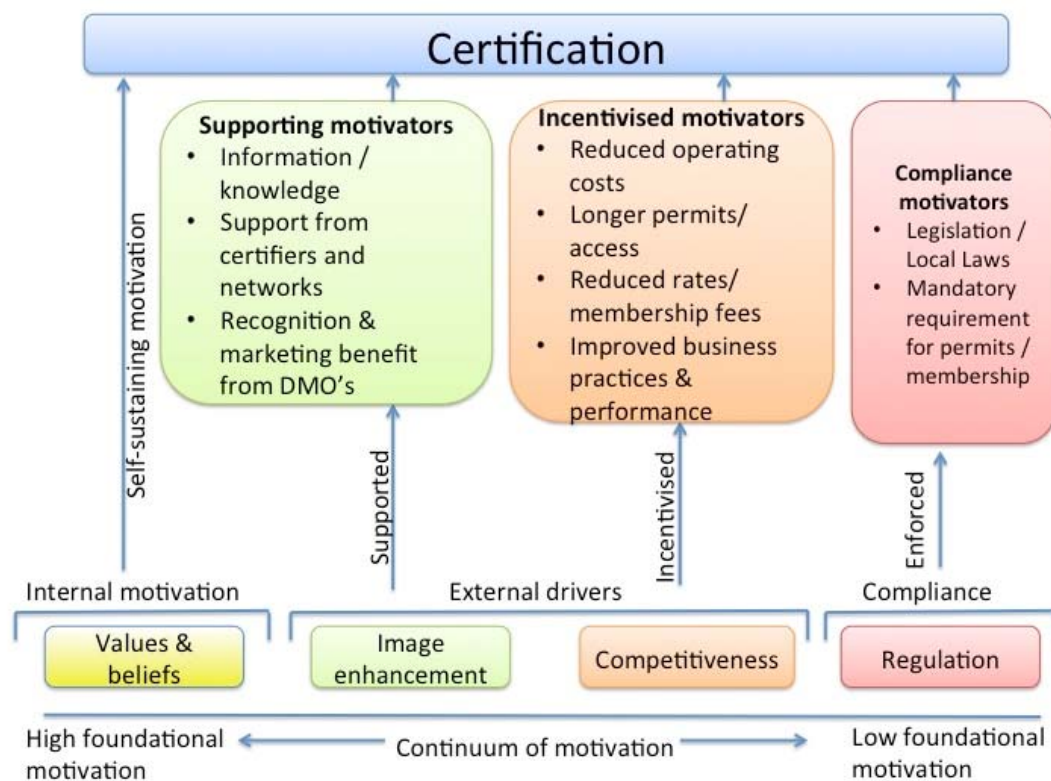 Certification
Supporting motivators
• Information /
knowledge
• Support from
certifiers and
networks
• Recognition &
marketing benefit
from DMO's
Incentivised motivators
• Reduced operating
costs
• Longer permits/
access
• Reduced rates/
membership fees
• Improved business
practices &
performance
Compliance
motivators
• Legislation /
Local Laws
• Mandatory
requirement
for permits /
membership
Self-sustaining motivation
Supported
Incentivised
Enforced
Internal motivation
External drivers
Compliance
Values &
beliefs
Image
enhancement
Competitiveness
Regulation
High foundational
motivation
Continuum of motivation
Low foundational
motivation